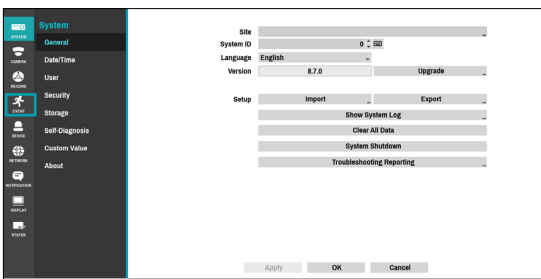 SYSTEM
CAMERA
RECORD
EVENT
DEVICE
NETWORK
NOTIFICATION
DISPLAY
STATUS
System
General
Date/Time
User
Security
Storage
Self-Diagnosis
Custom Value
About
Site
System ID 0
Language English
Version 8.7.0 Upgrade
Setup Import Export
Show System Log
Clear All Data
System Shutdown
Troubleshooting Reporting
Apply OK Cancel